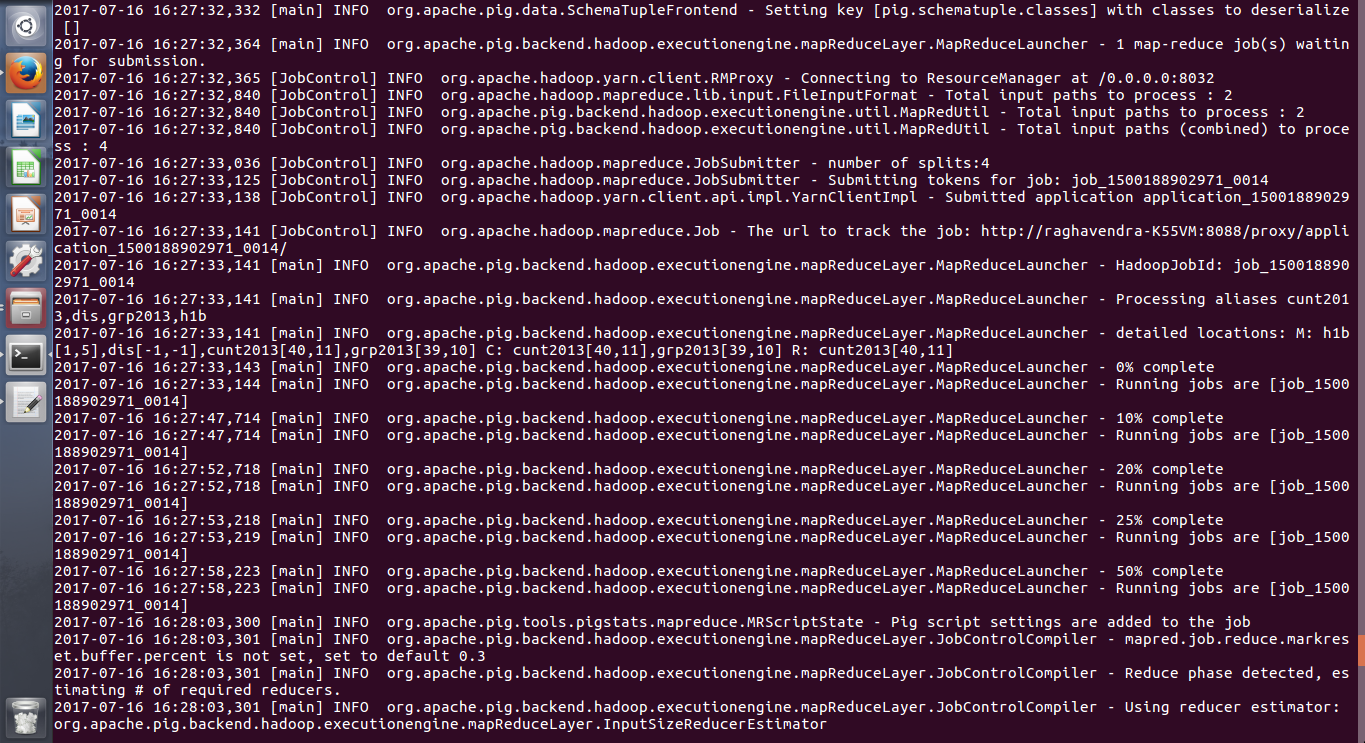 2017-07-16 16:27:32,332 [main] INFO  org.apache.pig.data.SchemaTupleFrontend - Setting key [pig.schematuple.classes] with classes to deserialize
 []
2017-07-16 16:27:32,364 [main] INFO  org.apache.pig.backend.hadoop.executionengine.mapReduceLayer.MapReduceLauncher - 1 map-reduce job(s) waitin
g for submission.
2017-07-16 16:27:32,365 [JobControl] INFO  org.apache.hadoop.yarn.client.RMProxy - Connecting to ResourceManager at /0.0.0.0:8032
2017-07-16 16:27:32,840 [JobControl] INFO  org.apache.hadoop.mapreduce.lib.input.FileInputFormat - Total input paths to process : 2
2017-07-16 16:27:32,840 [JobControl] INFO  org.apache.pig.backend.hadoop.executionengine.util.MapRedUtil - Total input paths to process : 2
2017-07-16 16:27:32,840 [JobControl] INFO  org.apache.pig.backend.hadoop.executionengine.util.MapRedUtil - Total input paths (combined) to proce
ss : 4
2017-07-16 16:27:33,036 [JobControl] INFO  org.apache.hadoop.mapreduce.JobSubmitter - number of splits:4
2017-07-16 16:27:33,125 [JobControl] INFO  org.apache.hadoop.mapreduce.JobSubmitter - Submitting tokens for job: job_1500188902971_0014
2017-07-16 16:27:33,138 [JobControl] INFO  org.apache.hadoop.yarn.client.api.impl.YarnClientImpl - Submitted application application_15001889029
71_0014
2017-07-16 16:27:33,141 [JobControl] INFO  org.apache.hadoop.mapreduce.Job - The url to track the job: http://raghavendra-K55VM:8088/proxy/appli
cation_1500188902971_0014/
2017-07-16 16:27:33,141 [main] INFO  org.apache.pig.backend.hadoop.executionengine.mapReduceLayer.MapReduceLauncher - HadoopJobId: job_150018890
2971_0014
2017-07-16 16:27:33,141 [main] INFO  org.apache.pig.backend.hadoop.executionengine.mapReduceLayer.MapReduceLauncher - Processing aliases cunt201
3,dis,grp2013,h1b
2017-07-16 16:27:33,141 [main] INFO  org.apache.pig.backend.hadoop.executionengine.mapReduceLayer.MapReduceLauncher - detailed locations: M: h1b
[1,5],dis[-1,-1],cunt2013[40,11],grp2013[39,10] C: cunt2013[40,11],grp2013[39,10] R: cunt2013[40,11]
2017-07-16 16:27:33,143 [main] INFO  org.apache.pig.backend.hadoop.executionengine.mapReduceLayer.MapReduceLauncher - 0% complete
2017-07-16 16:27:33,144 [main] INFO  org.apache.pig.backend.hadoop.executionengine.mapReduceLayer.MapReduceLauncher - Running jobs are [job_1500
188902971_0014]
2017-07-16 16:27:47,714 [main] INFO  org.apache.pig.backend.hadoop.executionengine.mapReduceLayer.MapReduceLauncher - 10% complete
2017-07-16 16:27:47,714 [main] INFO  org.apache.pig.backend.hadoop.executionengine.mapReduceLayer.MapReduceLauncher - Running jobs are [job_1500
188902971_0014]
2017-07-16 16:27:52,718 [main] INFO  org.apache.pig.backend.hadoop.executionengine.mapReduceLayer.MapReduceLauncher - 20% complete
2017-07-16 16:27:52,718 [main] INFO  org.apache.pig.backend.hadoop.executionengine.mapReduceLayer.MapReduceLauncher - Running jobs are [job_1500
188902971_0014]
2017-07-16 16:27:53,218 [main] INFO  org.apache.pig.backend.hadoop.executionengine.mapReduceLayer.MapReduceLauncher - 25% complete
2017-07-16 16:27:53,219 [main] INFO  org.apache.pig.backend.hadoop.executionengine.mapReduceLayer.MapReduceLauncher - Running jobs are [job_1500
188902971_0014]
2017-07-16 16:27:58,223 [main] INFO  org.apache.pig.backend.hadoop.executionengine.mapReduceLayer.MapReduceLauncher - 50% complete
2017-07-16 16:27:58,223 [main] INFO  org.apache.pig.backend.hadoop.executionengine.mapReduceLayer.MapReduceLauncher - Running jobs are [job_1500
188902971_0014]
2017-07-16 16:28:03,300 [main] INFO  org.apache.pig.tools.pigstats.mapreduce.MRScriptState - Pig script settings are added to the job
2017-07-16 16:28:03,301 [main] INFO  org.apache.pig.backend.hadoop.executionengine.mapReduceLayer.JobControlCompiler - mapred.job.reduce.markres
et.buffer.percent is not set, set to default 0.3
2017-07-16 16:28:03,301 [main] INFO  org.apache.pig.backend.hadoop.executionengine.mapReduceLayer.JobControlCompiler - Reduce phase detected, es
timating # of required reducers.
2017-07-16 16:28:03,301 [main] INFO  org.apache.pig.backend.hadoop.executionengine.mapReduceLayer.JobControlCompiler - Using reducer estimator:
org.apache.pig.backend.hadoop.executionengine.mapReduceLayer.InputSizeReducerEstimator